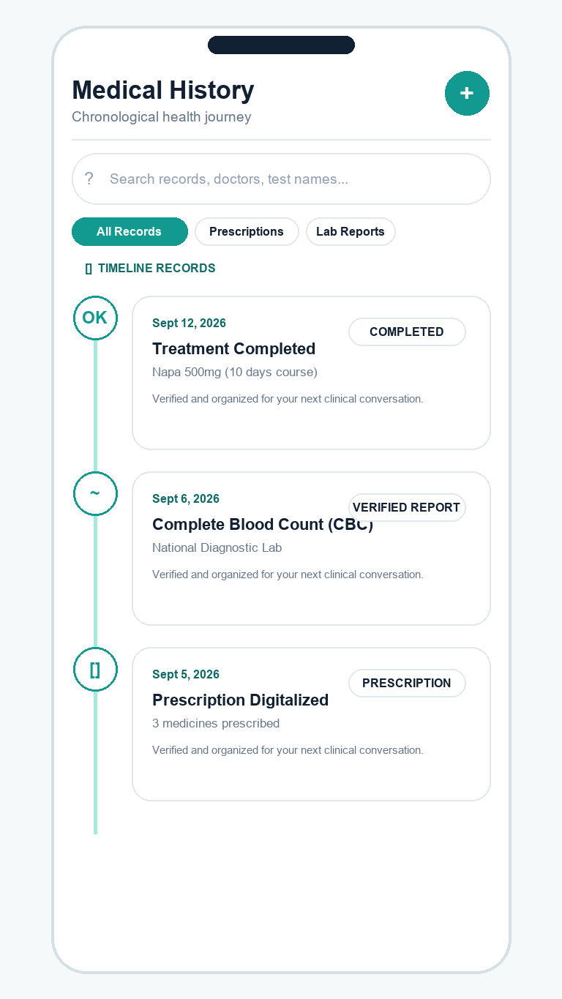 Medical History
+
Chronological health journey
? Search records, doctors, test names...
All Records Prescriptions Lab Reports
[] TIMELINE RECORDS
OK
Sept 12, 2026 COMPLETED
Treatment Completed
Napa 500mg (10 days course)
Verified and organized for your next clinical conversation.
~
Sept 6, 2026 VERIFIED REPORT
Complete Blood Count (CBC)
National Diagnostic Lab
Verified and organized for your next clinical conversation.
[]
Sept 5, 2026 PRESCRIPTION
Prescription Digitalized
3 medicines prescribed
Verified and organized for your next clinical conversation.